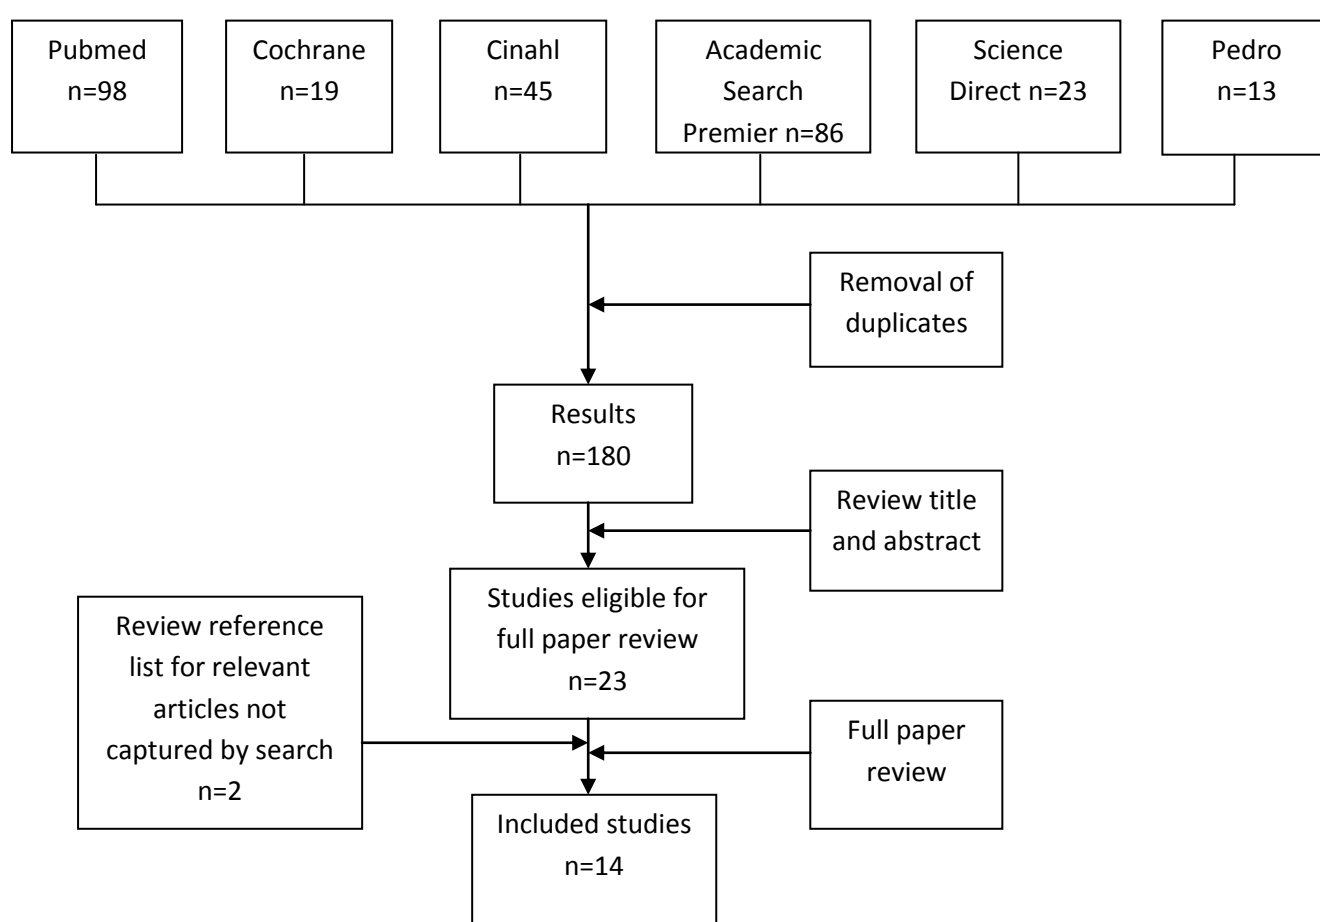 Pubmed
n=98
Cochrane
n=19
Cinahl
n=45
Academic
Search
Premier n=86
Science
Direct n=23
Pedro
n=13
Removal of
duplicates
Results
n=180
Review title
and abstract
Studies eligible for
full paper review
n=23
Review reference
list for relevant
articles not
captured by search
n=2
Full paper
review
Included studies
n=14